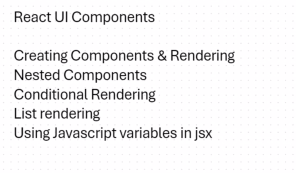 React UI Components
Creating Components & Rendering
Nested Components
Conditional Rendering
List rendering
Using Javascript variables in jsx